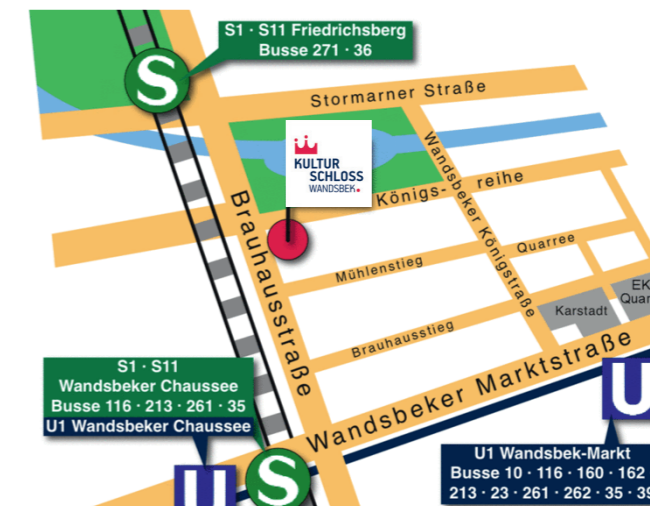 S1 · S11 Friedrichsberg
Busse 271 · 36
S
Stormarner Straße
KULTUR
SCHLOSS
WANDSBEK.
Wandsbeker Königstraße
Königs- reihe
Brauhausstraße
Quarree
Mühlenstieg
Karstadt
Brauhausstieg
Wandsbeker Marktstraße
S1 · S11
Wandsbeker Chaussee
Busse 116 · 213 · 261 · 35
U1 Wandsbeker Chaussee
U
S
U
U1 Wandsbek-Markt
Busse 10 · 116 · 160 · 162
213 · 23 · 261 · 262 · 35 · 39